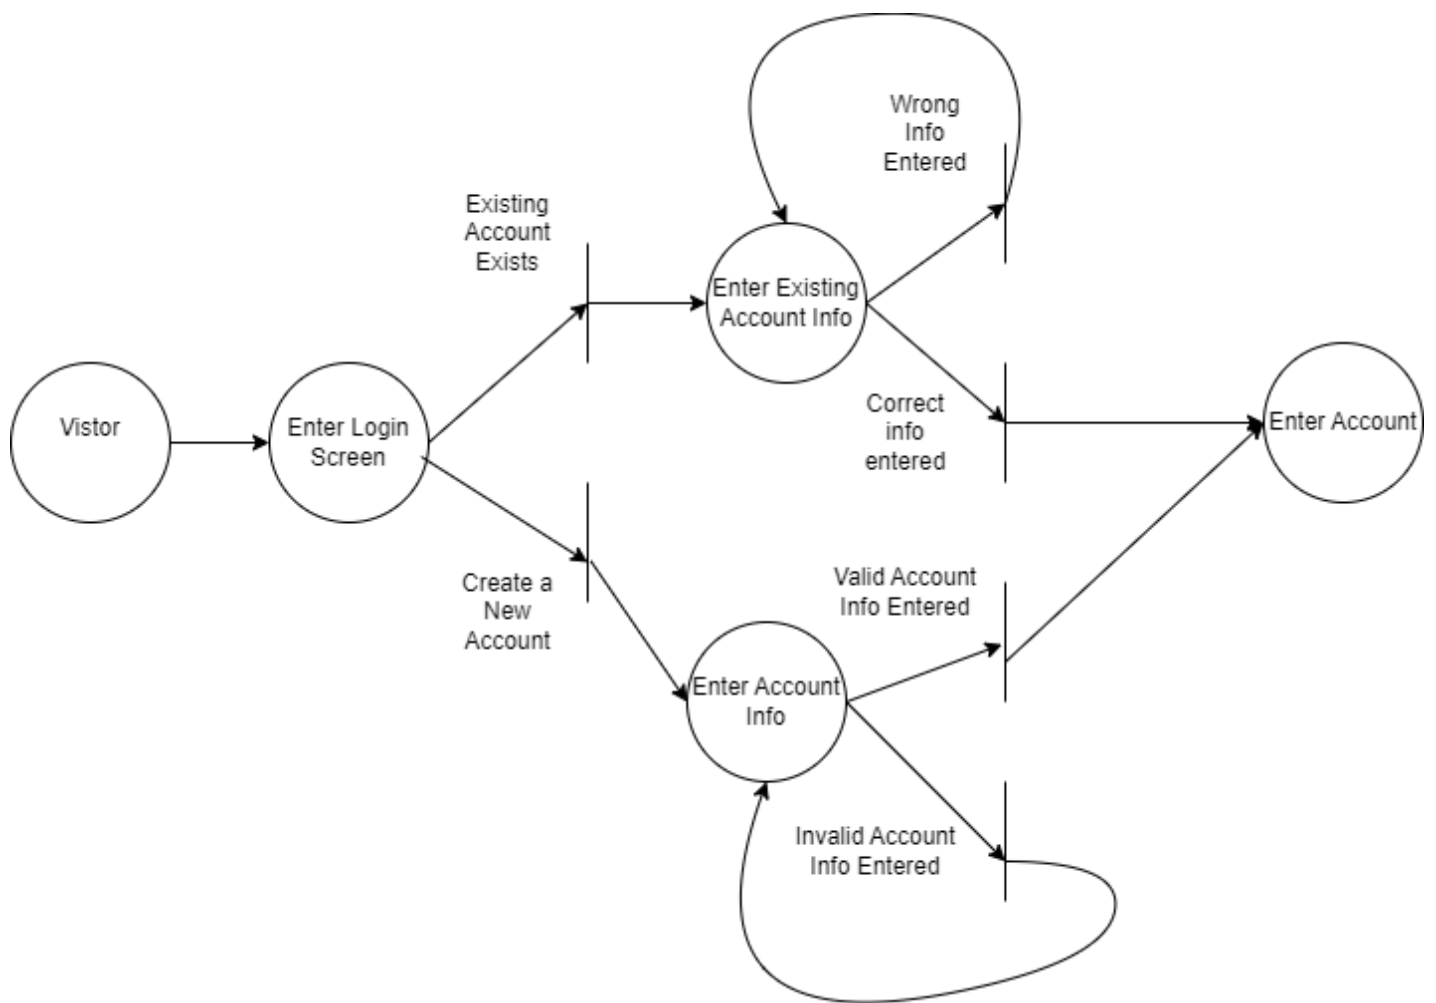 Wrong
Info
Entered
Existing
Account
Exists
Enter Existing
Account Info
Vistor
Enter Login
Screen
Correct
info
entered
Enter Account
Create a
New
Account
Valid Account
Info Entered
Enter Account
Info
Invalid Account
Info Entered